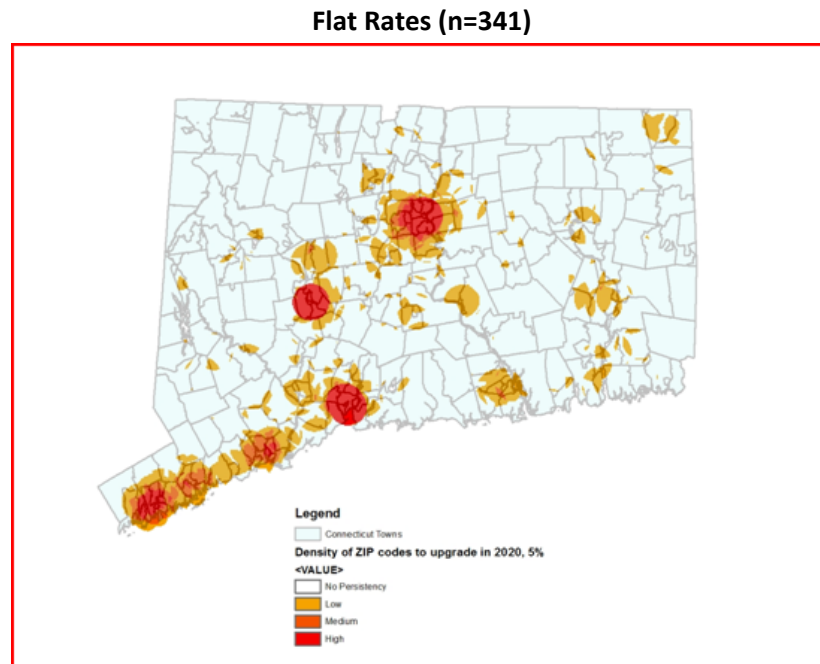 Flat Rates (n=341)
Legend
Connecticut Towns
Density of ZIP codes to upgrade in 2020, 5%
<VALUE>
No Persistency
Low
Medium
High